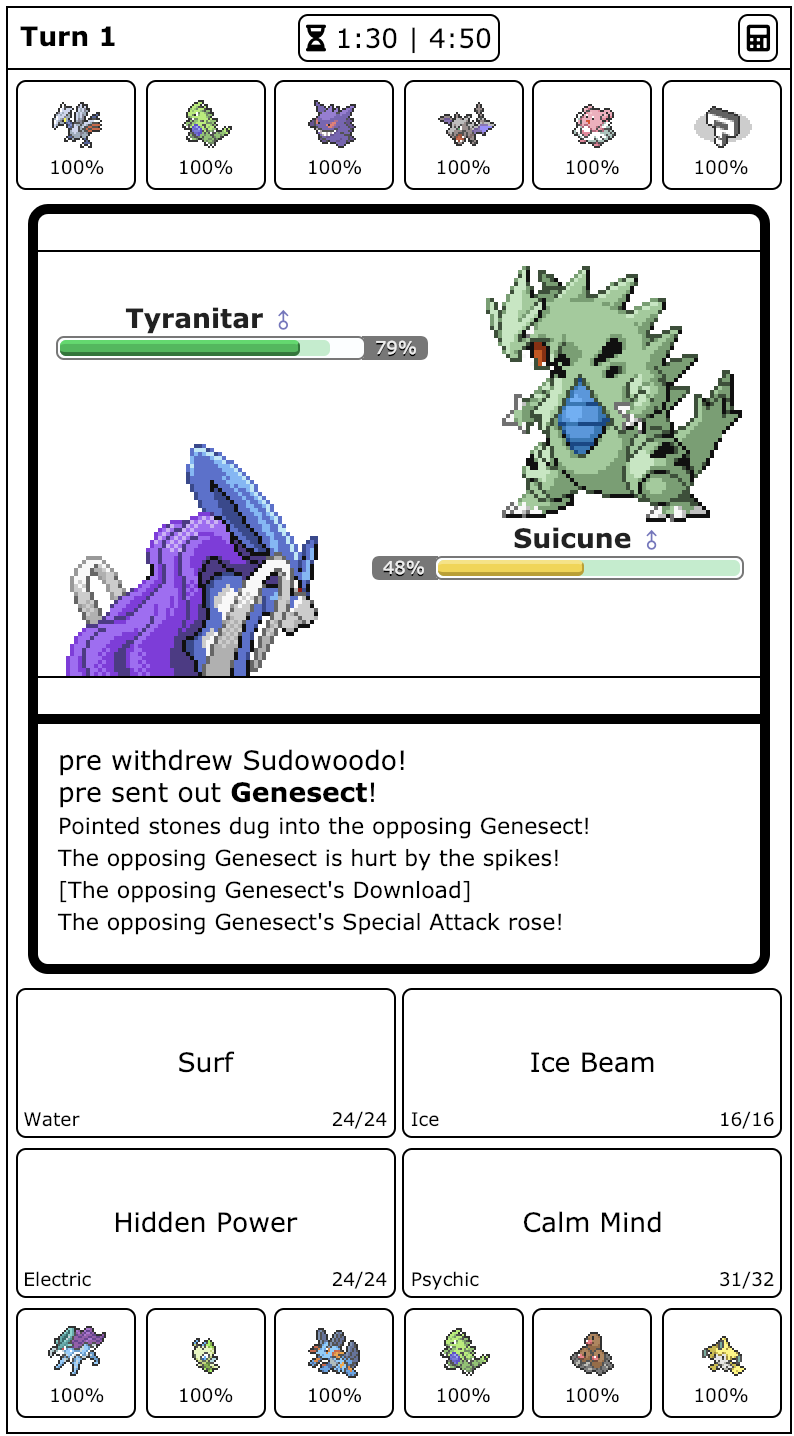 Turn 1
1:30 | 4:50
100% 100% 100% 100% 100% 100%
Tyranitar ♂
79%
Suicune ♂
48%
pre withdrew Sudowoodo!
pre sent out Genesect!
Pointed stones dug into the opposing Genesect!
The opposing Genesect is hurt by the spikes!
[The opposing Genesect's Download]
The opposing Genesect's Special Attack rose!
Surf
Water 24/24
Ice Beam
Ice 16/16
Hidden Power
Electric 24/24
Calm Mind
Psychic 31/32
100% 100% 100% 100% 100% 100%